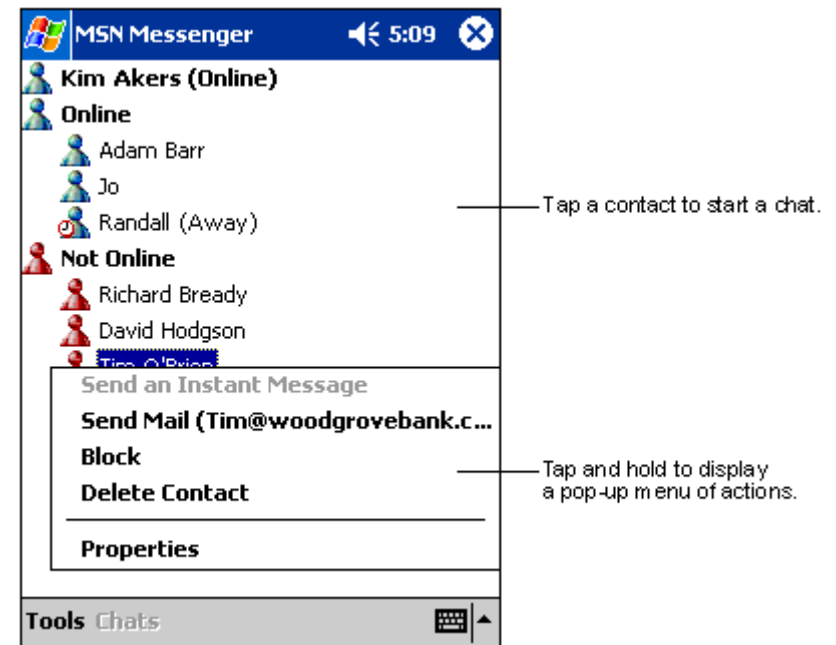 MSN Messenger 5:09
Kim Akers (Online)
Online
Adam Barr
Jo
Randall (Away)
Tap a contact to start a chat.
Not Online
Richard Bready
David Hodgson
Tim O'Brien
Send an Instant Message
Send Mail (Tim@woodgrovebank.c...
Block
Delete Contact
Tap and hold to display
a pop-up menu of actions.
Properties
Tools Chats